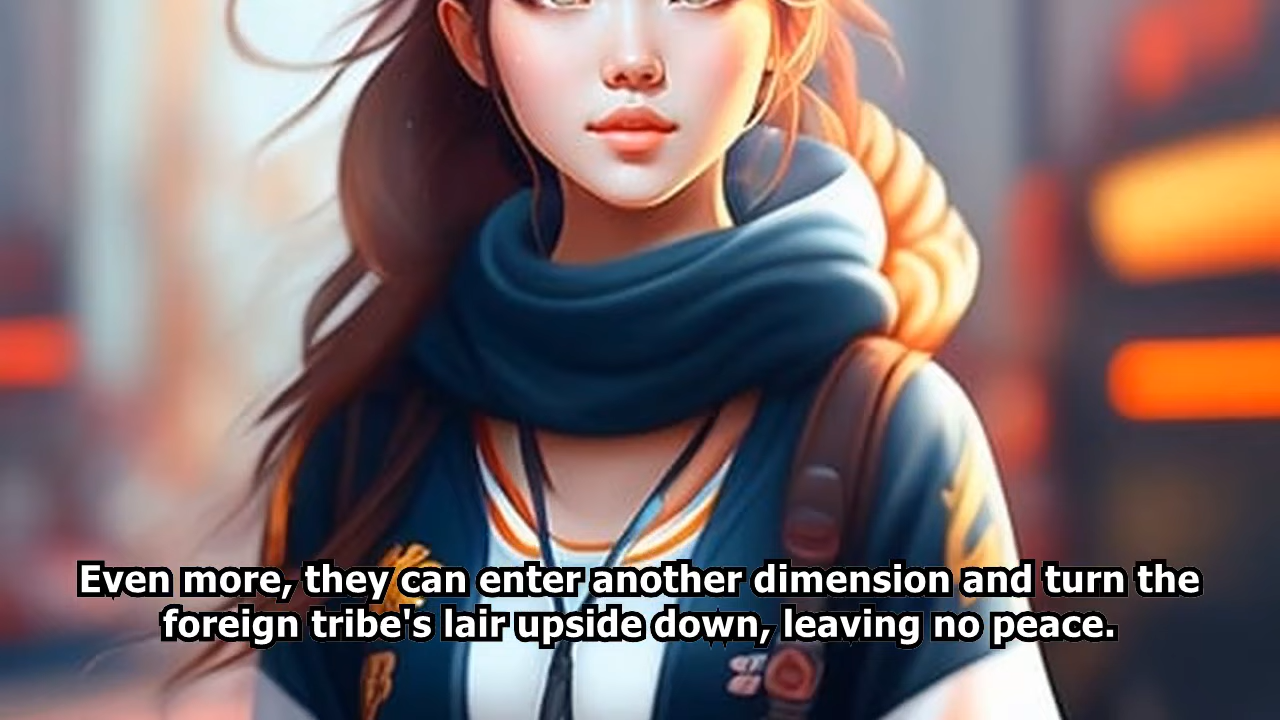 Even more, they can enter another dimension and turn the
foreign tribe's lair upside down, leaving no peace.